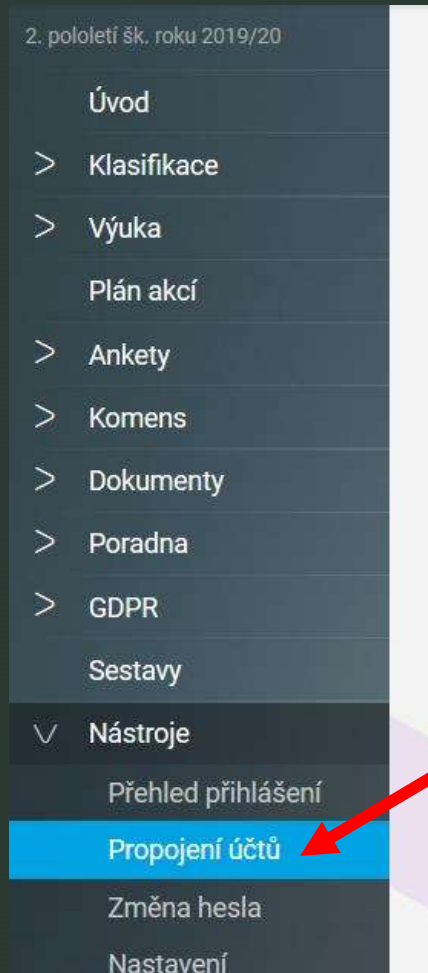 2. pololetí šk. roku 2019/20
Úvod
Klasifikace
Výuka
Plán akcí
Ankety
Komens
Dokumenty
Poradna
GDPR
Sestavy
Nástroje
Přehled přihlášení
Propojení účtů
Změna hesla
Nastavení